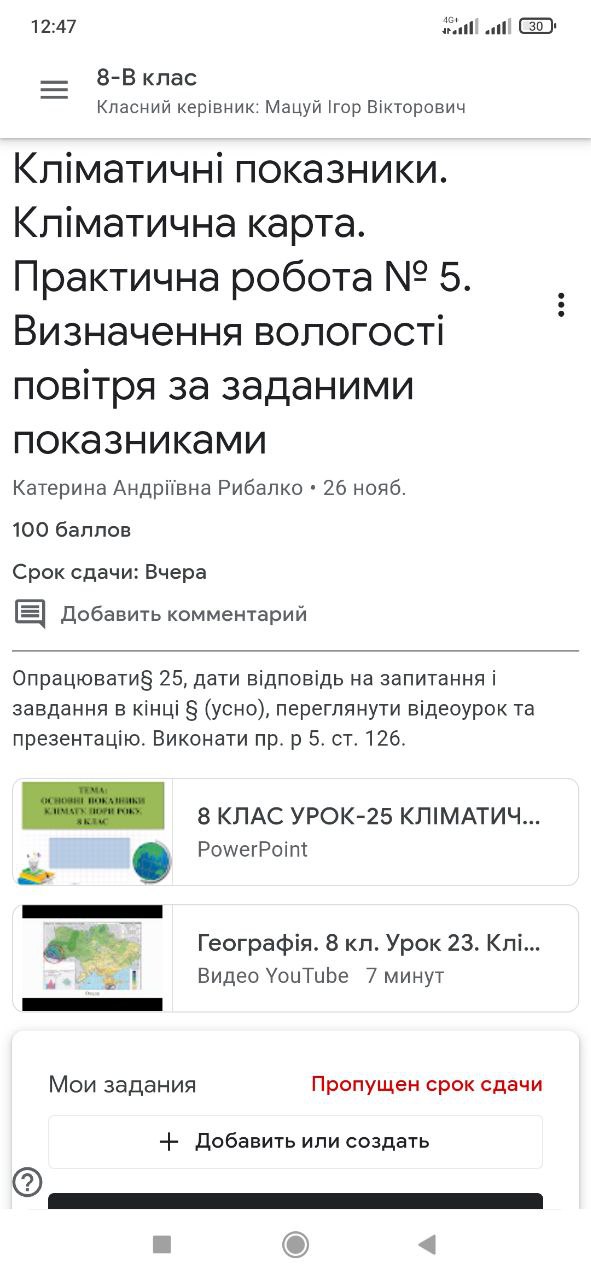 12:47
4G+
30
8-В клас
Класний керівник: Мацуй Ігор Вікторович
Кліматичні показники.
Кліматична карта.
Практична робота № 5.
Визначення вологості
повітря за заданими
показниками
Катерина Андріївна Рибалко • 26 нояб.
100 баллов
Срок сдачи: Вчера
Добавить комментарий
Опрацювати§ 25, дати відповідь на запитання і
завдання в кінці § (усно), переглянути відеоурок та
презентацію. Виконати пр. р 5. ст. 126.
ТЕМА:
ОСНОВНІ ПОКАЗНИКИ
КЛІМАТУ. ПОРИ РОКУ.
8 КЛАС
8 КЛАС УРОК-25 КЛІМАТИЧ...
PowerPoint
Географія. 8 кл. Урок 23. Клі...
Видео YouTube 7 минут
Мои задания
Пропущен срок сдачи
+ Добавить или создать
?